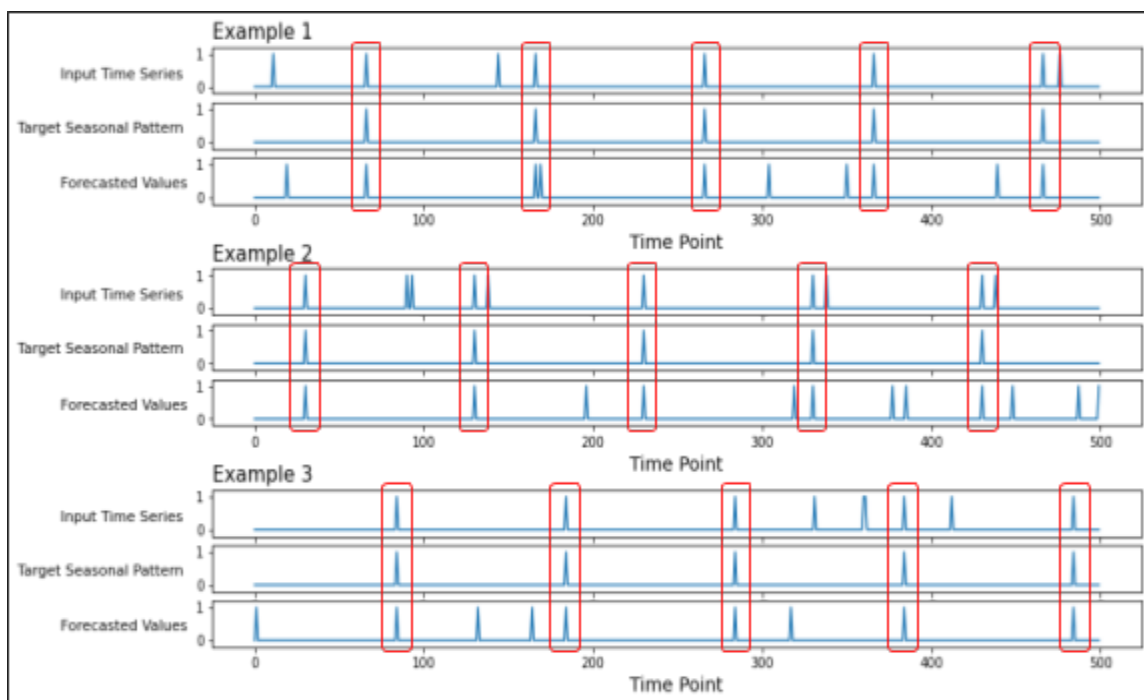 Example 1
Input Time Series
1
0
Target Seasonal Pattern
1
0
Forecasted Values
1
0
0 100 200 300 400 500
Time Point
Example 2
Input Time Series
1
0
Target Seasonal Pattern
1
0
Forecasted Values
1
0
0 100 200 300 400 500
Time Point
Example 3
Input Time Series
1
0
Target Seasonal Pattern
1
0
Forecasted Values
1
0
0 100 200 300 400 500
Time Point